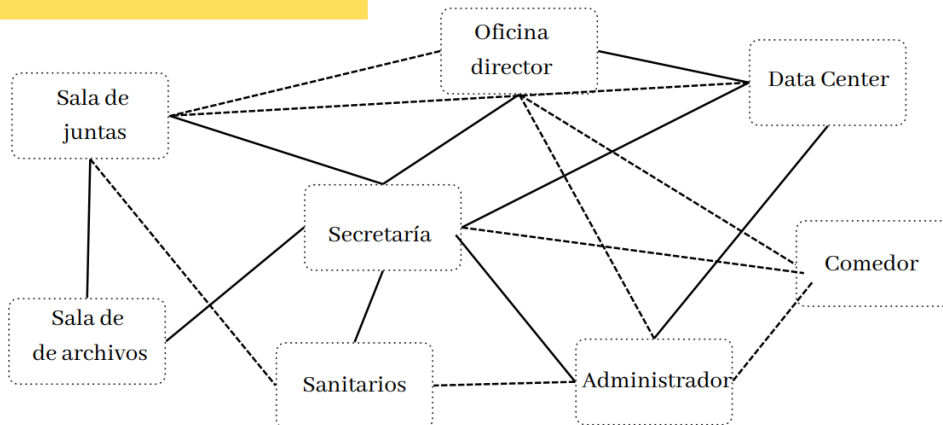 Oficina
director
Data Center
Sala de
juntas
Secretaría
Comedor
Sala de
de archivos
Sanitarios
Administrador